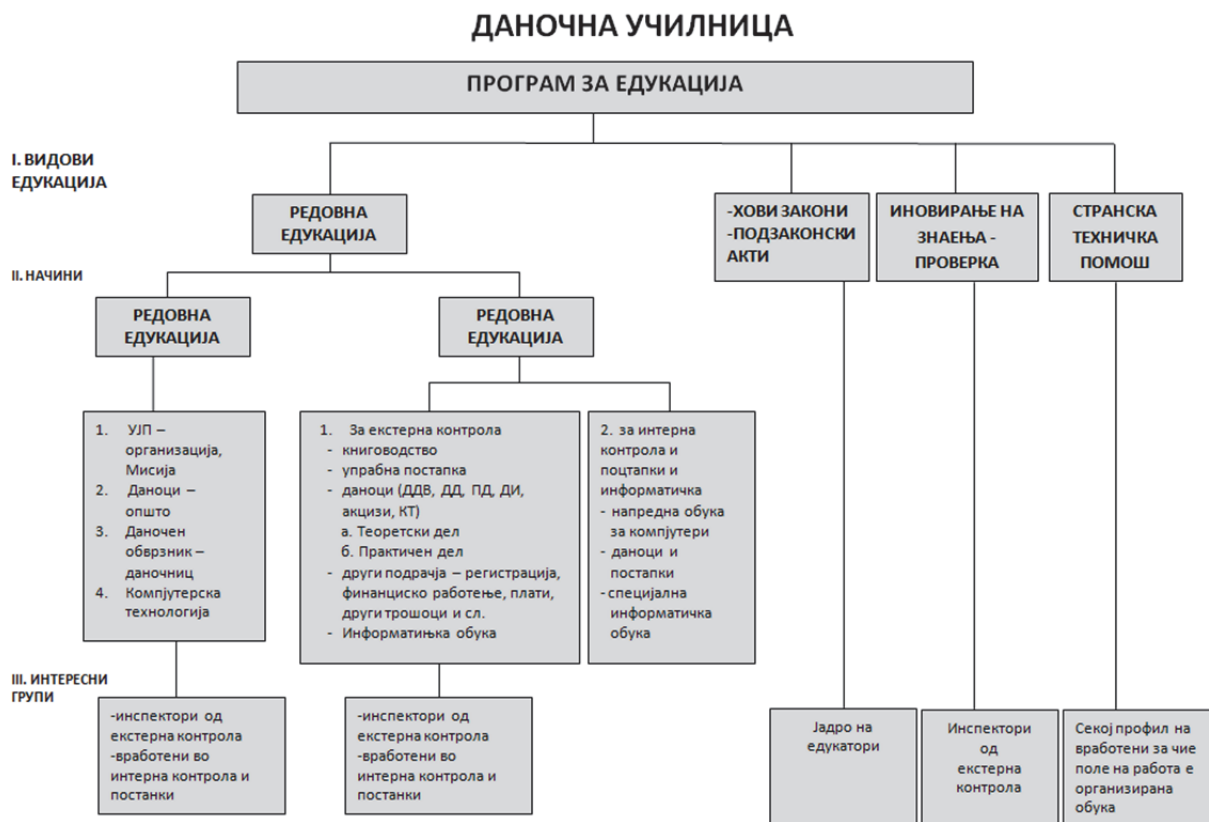 ДАНОЧНА УЧИЛНИЦА
ПРОГРАМ ЗА ЕДУКАЦИЈА
I. ВИДОВИ
ЕДУКАЦИЈА
РЕДОВНА
ЕДУКАЦИЈА
-ХОВИ ЗАКОНИ
-ПОДЗАКОНСКИ
АКТИ
ИНОВИРАЊЕ НА
ЗНАЕЊА -
ПРОВЕРКА
СТРАНСКА
ТЕХНИЧКА
ПОМОШ
II. НАЧИНИ
РЕДОВНА
ЕДУКАЦИЈА
РЕДОВНА
ЕДУКАЦИЈА
1. УЈП –
организација,
Мисија
2. Даноци –
општо
3. Даночен
обврзник –
даночниц
4. Компјутерска
технологија
1. За екстерна контрола
- книговодство
- упрабна постапка
- даноци (ДДВ, ДД, ПД, ДИ,
акцизи, КТ)
а. Теоретски дел
б. Практичен дел
- други подрачја – регистрација,
финанциско работење, плати,
други трошоци и сл.
- Информатињка обука
2. за интерна
контрола и
поцтапки и
информатичка
- напредна обука
за компјутери
- даноци и
постапки
-специјална
информатичка
обука
III. ИНТЕРЕСНИ
ГРУПИ
-инспектори од
екстерна контрола
-вработени во
интерна контрола и
постанки
-инспектори од
екстерна контрола
-вработени во
интерна контрола и
постанки
Јадро на
едукатори
Инспектори
од
екстерна
контрола
Секој профил на
вработени за чие
поле на работа е
организирана
обука